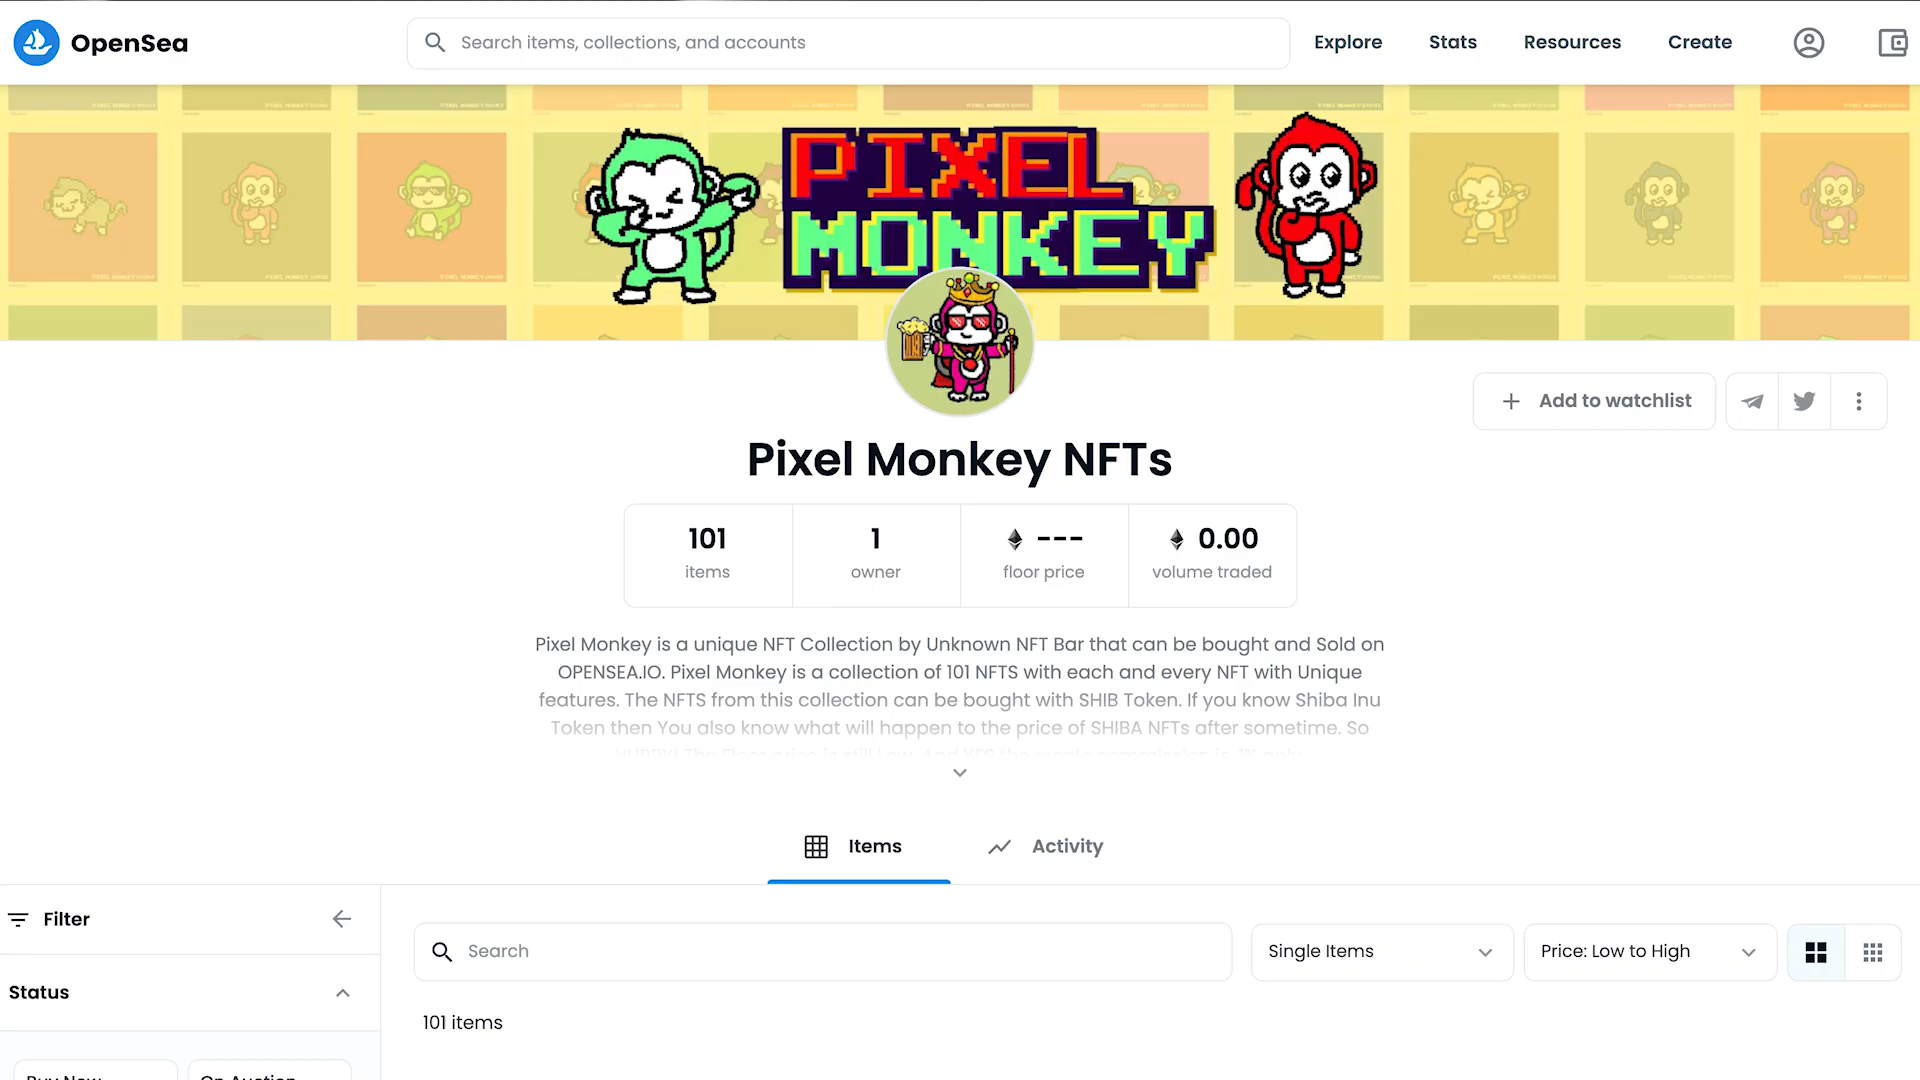 OpenSea
Search items, collections, and accounts
Explore
Stats
Resources
Create
PIXEL
MONKEY
Add to watchlist
Pixel Monkey NFTs
101
items
1
owner
---
floor price
0.00
volume traded
Pixel Monkey is a unique NFT Collection by Unknown NFT Bar that can be bought and Sold on
OPENSEA.IO. Pixel Monkey is a collection of 101 NFTS with each and every NFT with Unique
features. The NFTS from this collection can be bought with SHIB Token. If you know Shiba Inu
Token then You also know what will happen to the price of SHIBA NFTs after sometime. So
Items
Activity
Filter
Search
Single Items
Price: Low to High
Status
101 items
Buy Now
On Auction